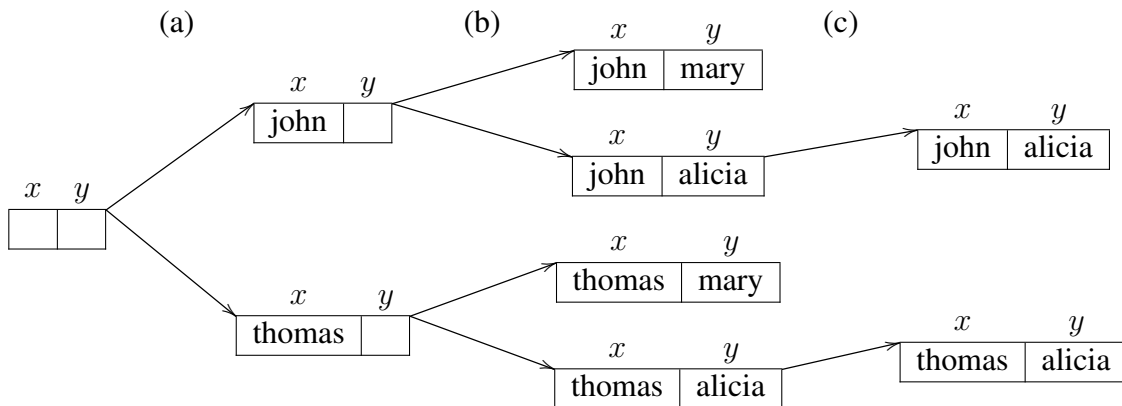 (a) (b) (c)
x y
john mary
x y
john
x y
john alicia
x y
john alicia
x y
x y
thomas mary
x y
thomas
x y
thomas alicia
x y
thomas alicia